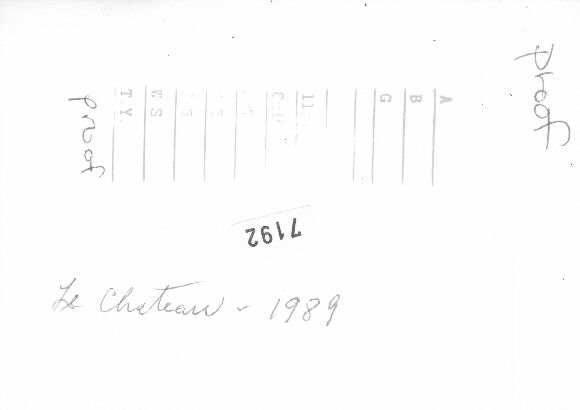 proof
proof
A
B
G
W.S.
T.Y.
7192
Le Chateau - 1989